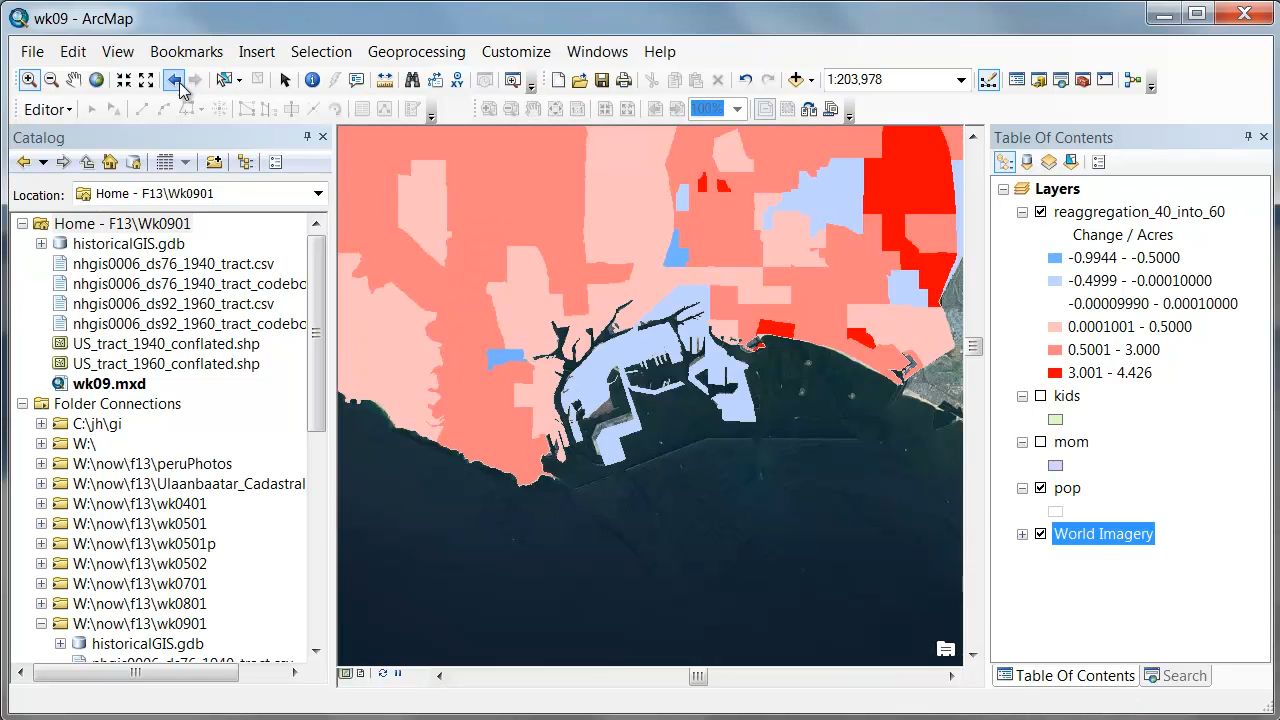 wk09 - ArcMap
File Edit View Bookmarks Insert Selection Geoprocessing Customize Windows Help
1:203,978
Editor
100%
Catalog
Location: Home - F13\Wk0901
Home - F13\Wk0901
historicalGIS.gdb
nhgis0006_ds76_1940_tract.csv
nhgis0006_ds76_1940_tract_codebo
nhgis0006_ds92_1960_tract.csv
nhgis0006_ds92_1960_tract_codebo
US_tract_1940_conflated.shp
US_tract_1960_conflated.shp
wk09.mxd
Folder Connections
C:\jh\gi
W:\
W:\now\f13\peruPhotos
W:\now\f13\Ulaanbaatar_Cadastral
W:\now\f13\wk0401
W:\now\f13\wk0501
W:\now\f13\wk0501p
W:\now\f13\wk0502
W:\now\f13\wk0701
W:\now\f13\wk0801
W:\now\f13\wk0901
historicalGIS.gdb
nhgis0006_ds76_1940_tract.csv
Table Of Contents
Layers
reaggregation_40_into_60
Change / Acres
-0.9944 - -0.5000
-0.4999 - -0.00010000
-0.00009990 - 0.00010000
0.0001001 - 0.5000
0.5001 - 3.000
3.001 - 4.426
kids
mom
pop
World Imagery
Table Of Contents Search